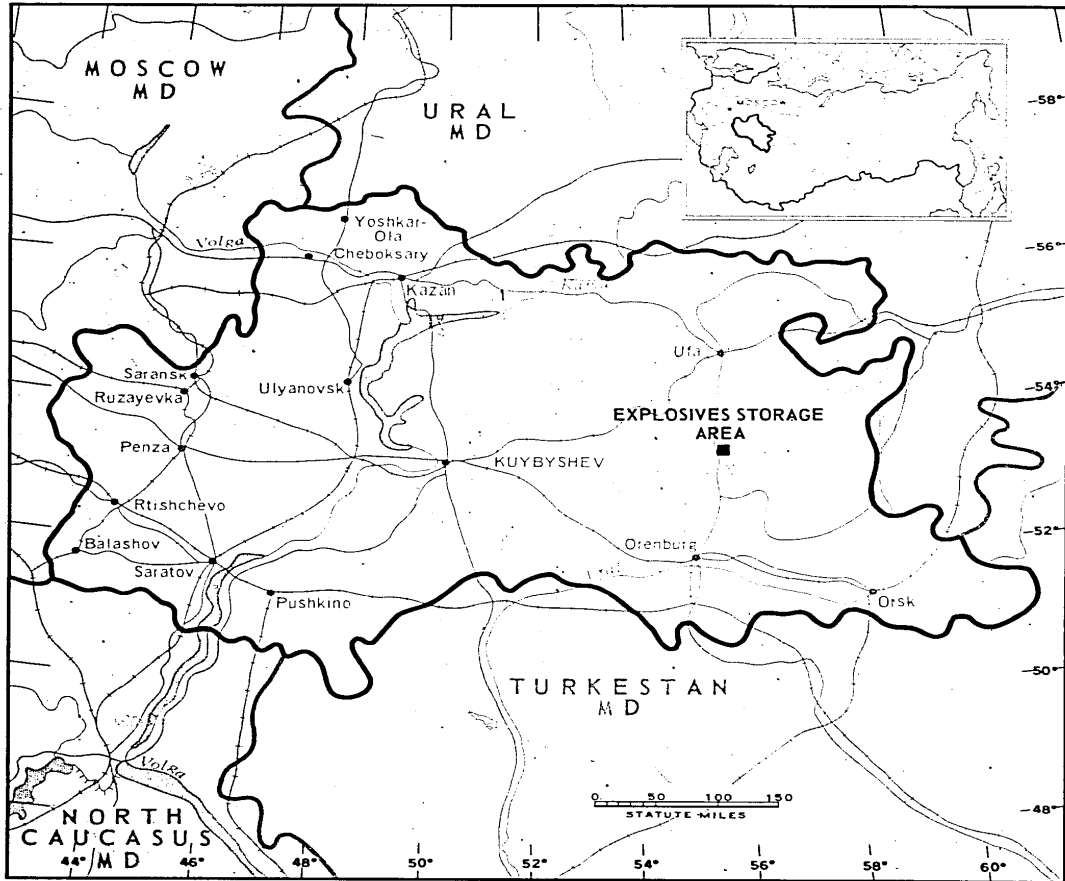 MOSCOW
MD
URAL
MD
MOSCOW
58°
Yoshkar-
Ola
Volga
Cheboksary
56°
Kazan
Kama
Ufa
Saransk
Ulyanovsk
Ruzayevka
54°
EXPLOSIVES STORAGE
AREA
Penza
KUYBYSHEV
Rtishchevo
52°
Balashov
Orenburg
Saratov
Ural
Pushkino
Orsk
50°
TURKESTAN
MD
Volga
0 50 100 150
STATUTE MILES
48°
NORTH
CAUCASUS
MD
44° 46° 48° 50° 52° 54° 56° 58° 60°